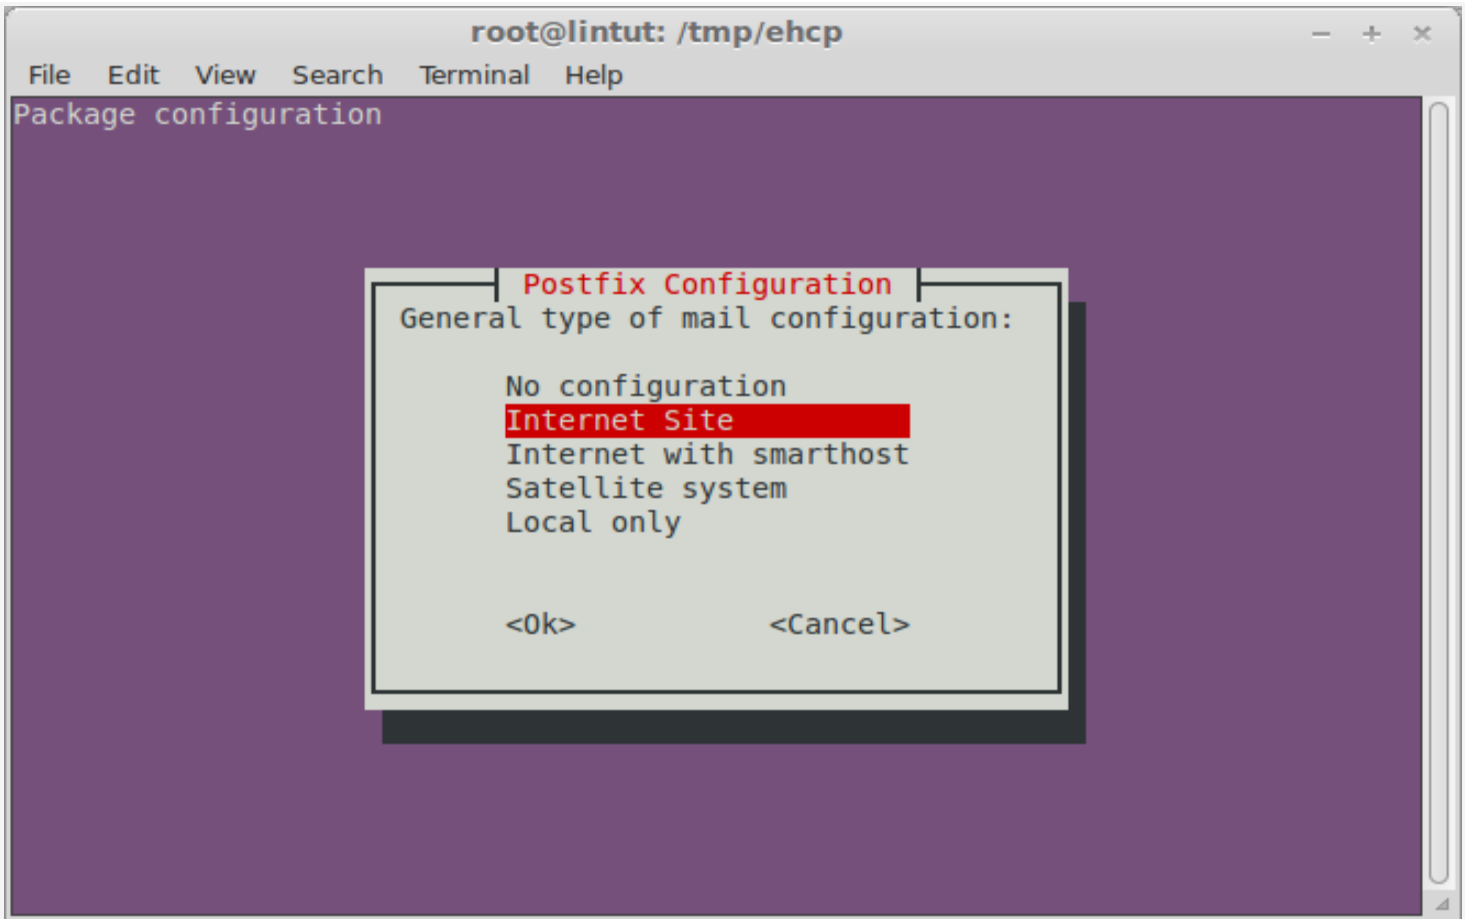 root@lintut: /tmp/ehcp
File Edit View Search Terminal Help
Package configuration
Postfix Configuration
General type of mail configuration:
No configuration
Internet Site
Internet with smarthost
Satellite system
Local only
<Ok> <Cancel>